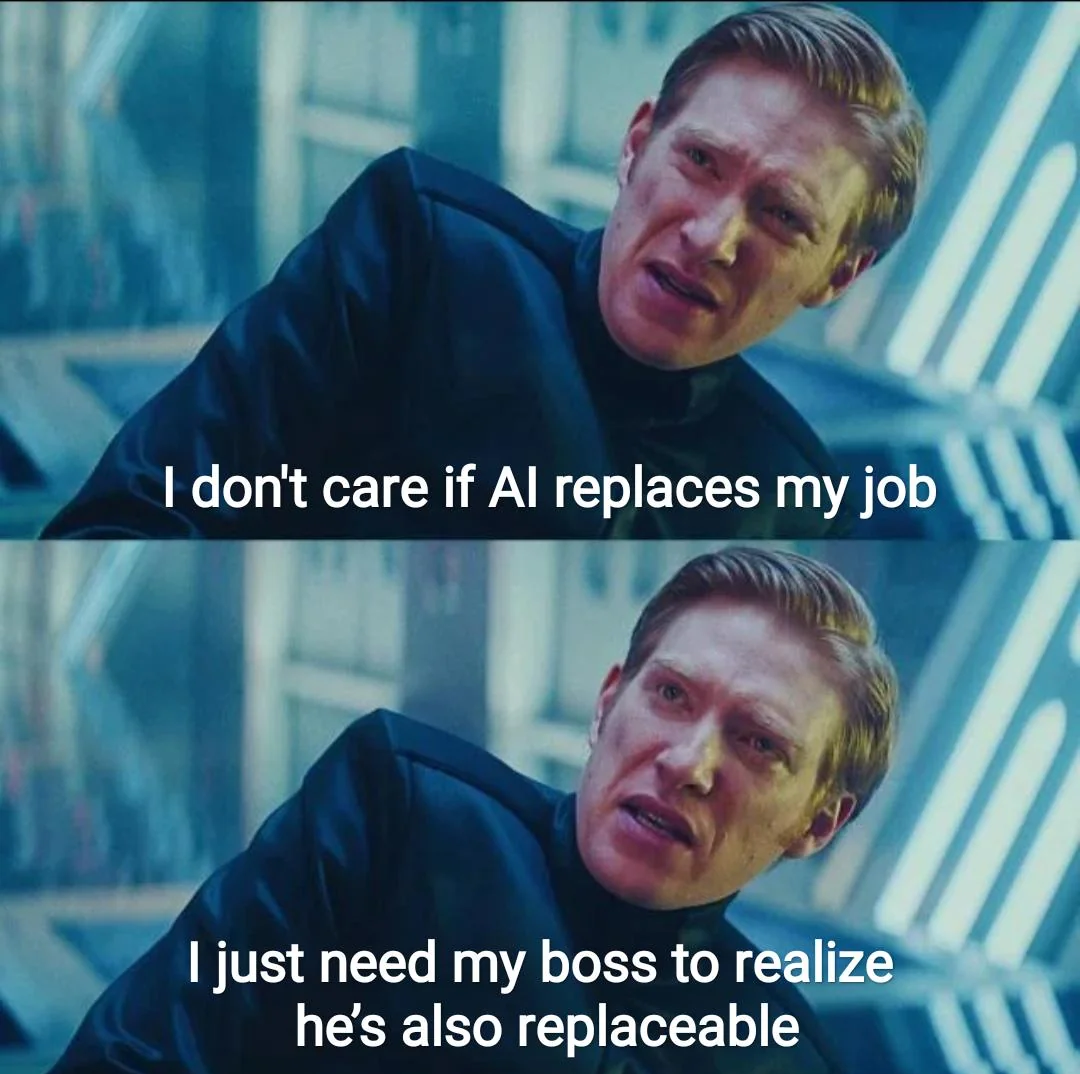 I don't care if AI replaces my job
I just need my boss to realize
he’s also replaceable